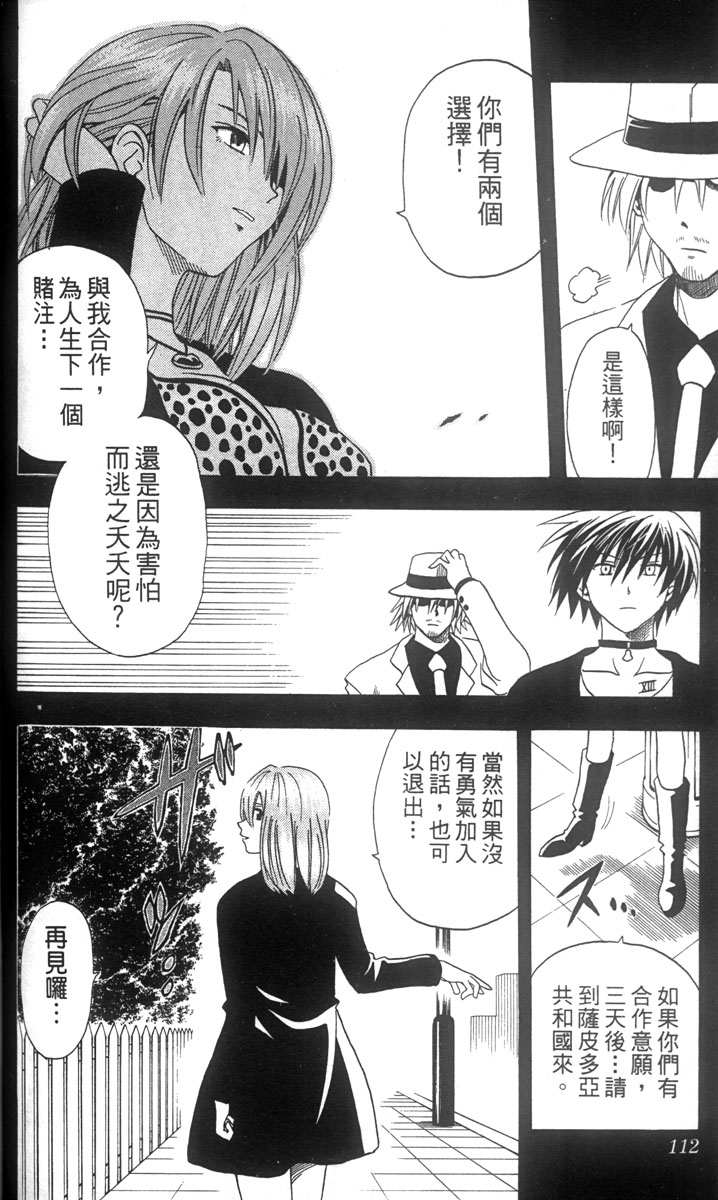 是這樣啊！
你們有兩個
選擇！
與我合作，
為人生下一個
賭注…
還是因為害怕
而逃之夭夭呢？
XIII
如果你們有
合作意願，
三天後…請
到薩皮多亞
共和國來。
當然如果沒
有勇氣加入
的話，也可
以退出…
再見囉…
112